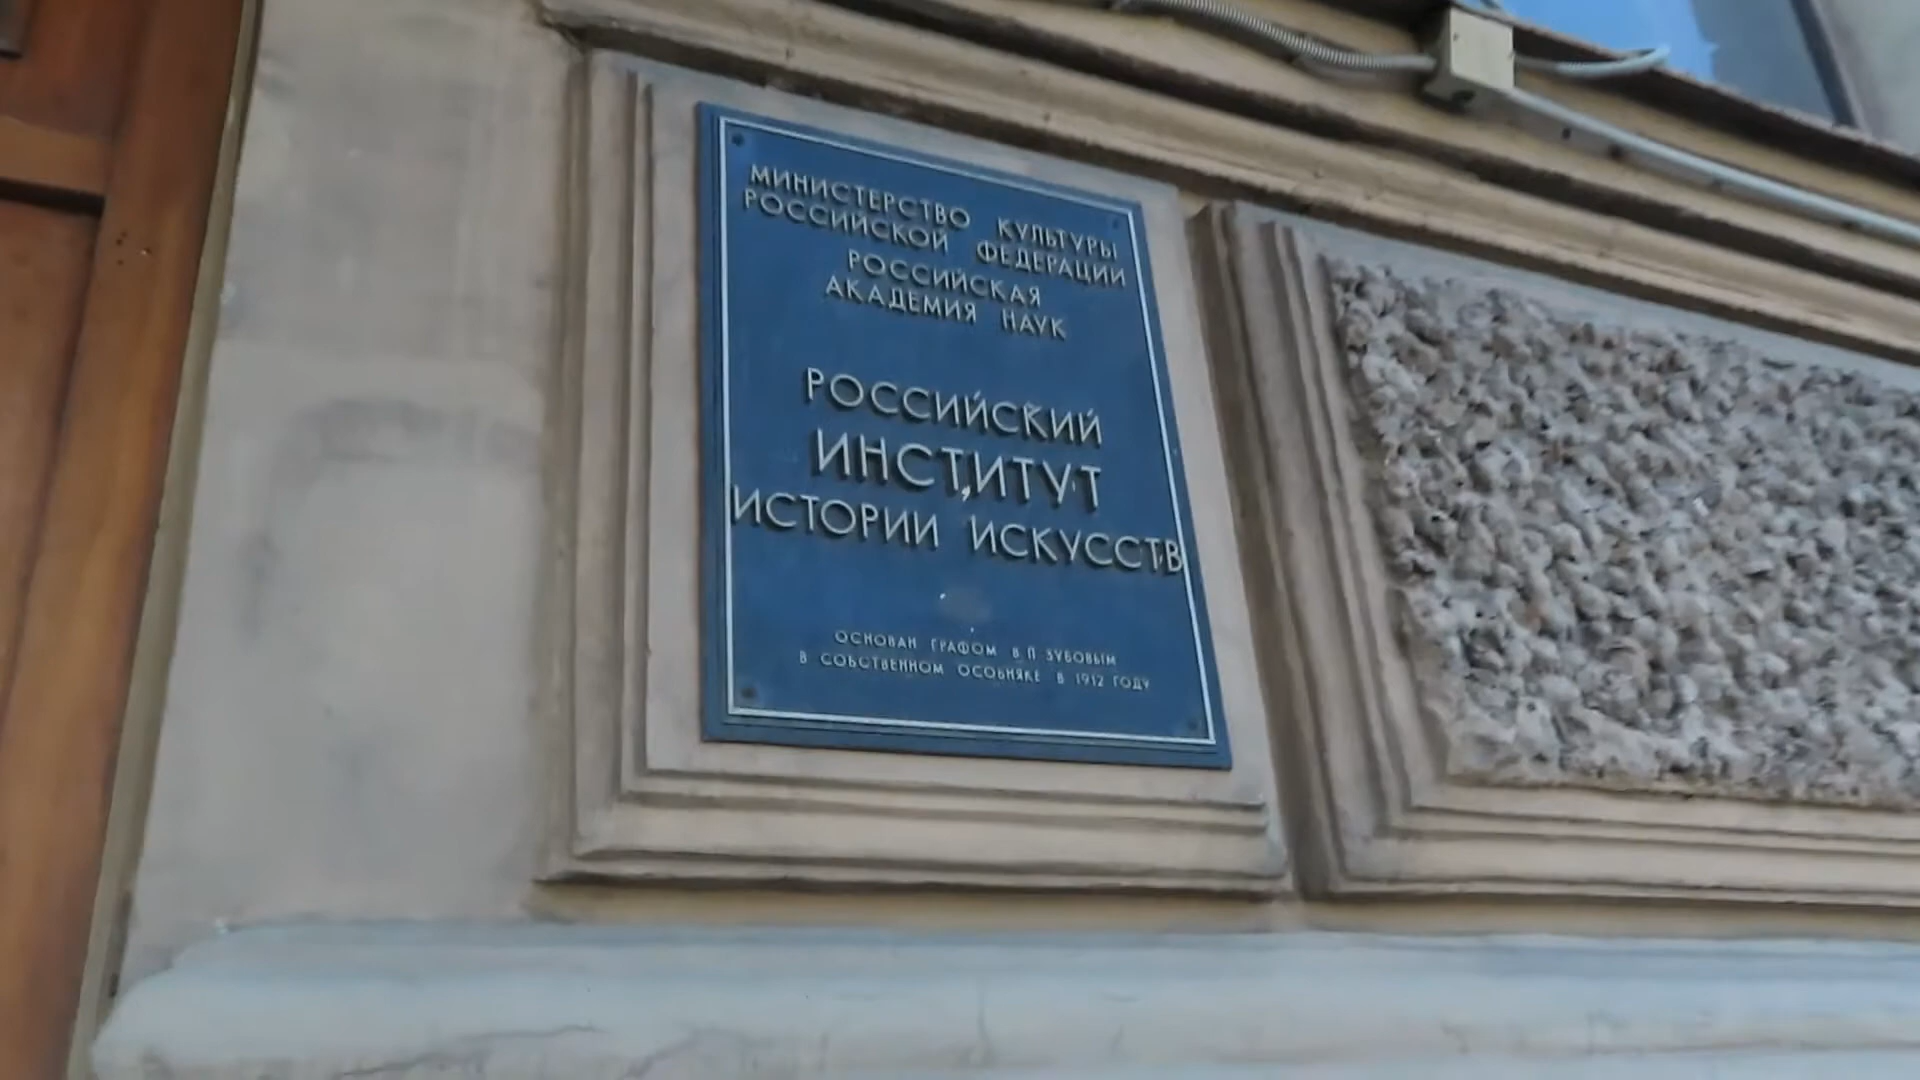 МИНИСТЕРСТВО КУЛЬТУРЫ
РОССИЙСКОЙ ФЕДЕРАЦИИ
РОССИЙСКАЯ
АКАДЕМИЯ НАУК
РОССИЙСКИЙ
ИНСТИТУТ
ИСТОРИИ ИСКУССТВ
ОСНОВАН ГРАФОМ В.П. ЗУБОВЫМ
В СОБСТВЕННОМ ОСОБНЯКЕ В 1912 ГОДУ